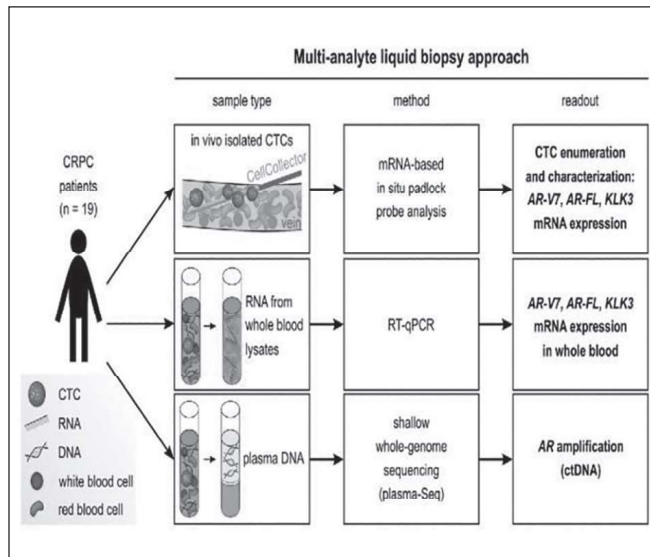 Multi-analyte liquid biopsy approach
sample type
method
readout
CRPC
patients
(n = 19)
in vivo isolated CTCs
CellCollector
vein
mRNA-based
in situ padlock
probe analysis
CTC enumeration
and characterization:
AR-V7, AR-FL, KLK3
mRNA expression
RNA from
whole blood
lysates
RT-qPCR
AR-V7, AR-FL, KLK3
mRNA expression
in whole blood
plasma DNA
shallow
whole-genome
sequencing
(plasma-Seq)
AR amplification
(ctDNA)
CTC
RNA
DNA
white blood cell
red blood cell